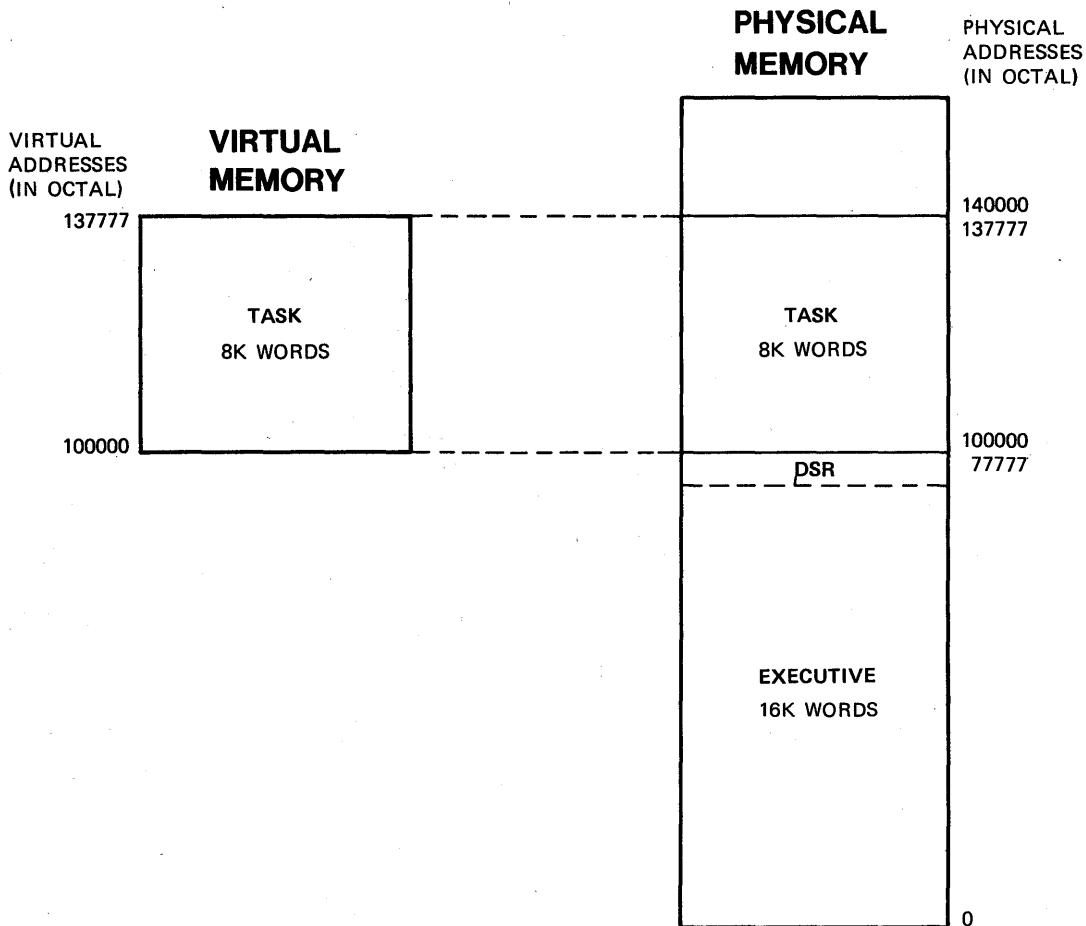 PHYSICAL
MEMORY
PHYSICAL
ADDRESSES
(IN OCTAL)
VIRTUAL
ADDRESSES
(IN OCTAL)
VIRTUAL
MEMORY
137777
140000
137777
TASK
8K WORDS
TASK
8K WORDS
100000
100000
77777
DSR
EXECUTIVE
16K WORDS
0